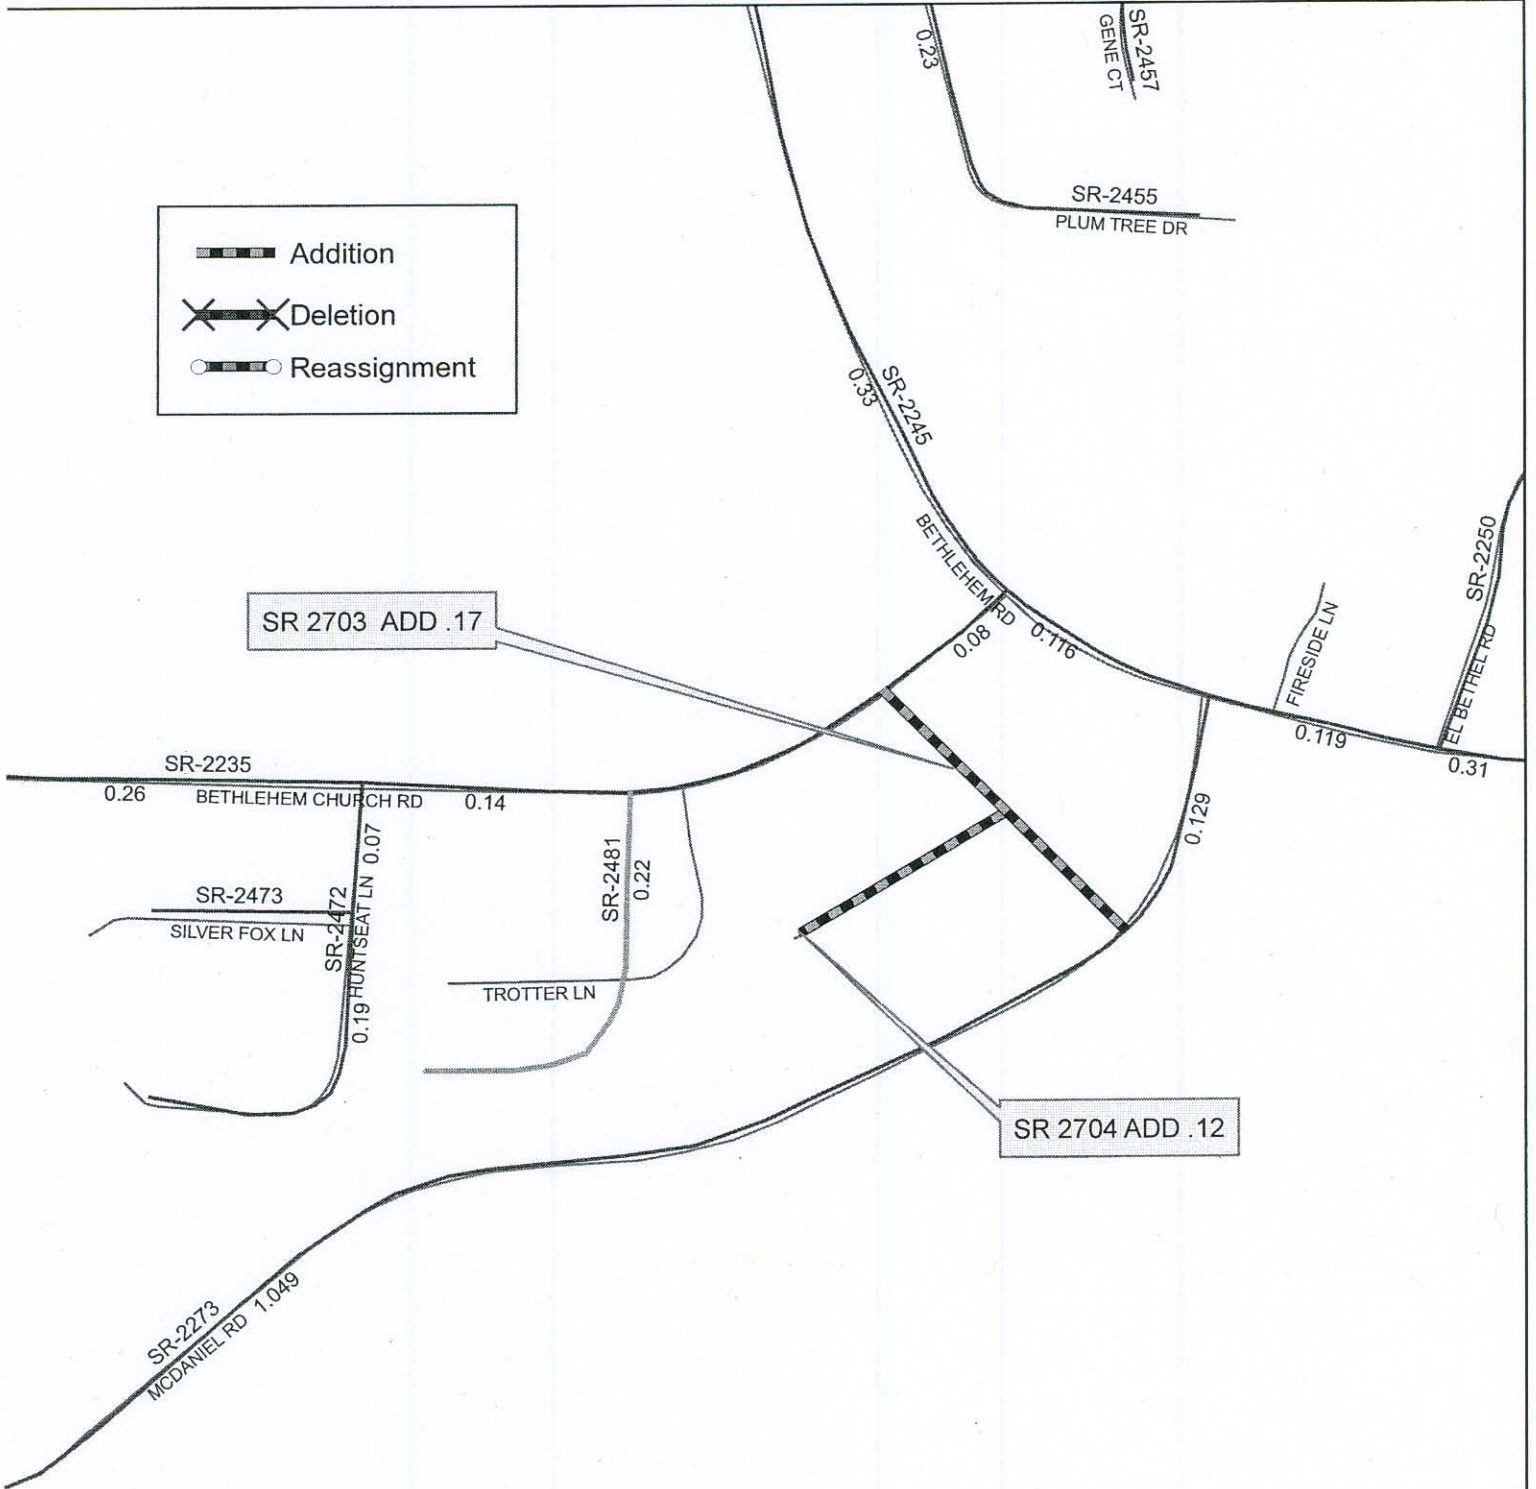 0.23
SR-2457
GENE CT
SR-2455
PLUM TREE DR
Addition
Deletion
Reassignment
SR-2245
0.33
BETHLEHEM RD
SR-2250
EL BETHEL RD
FIRESIDE LN
SR 2703 ADD .17
0.08
0.116
0.119
0.31
SR-2235
0.26
BETHLEHEM CHURCH RD
0.14
0.129
0.07
SR-2472
HUNTSEAT LN
0.19
SR-2473
SILVER FOX LN
SR-2481
0.22
TROTTER LN
SR 2704 ADD .12
SR-2273
MCDANIEL RD 1.049